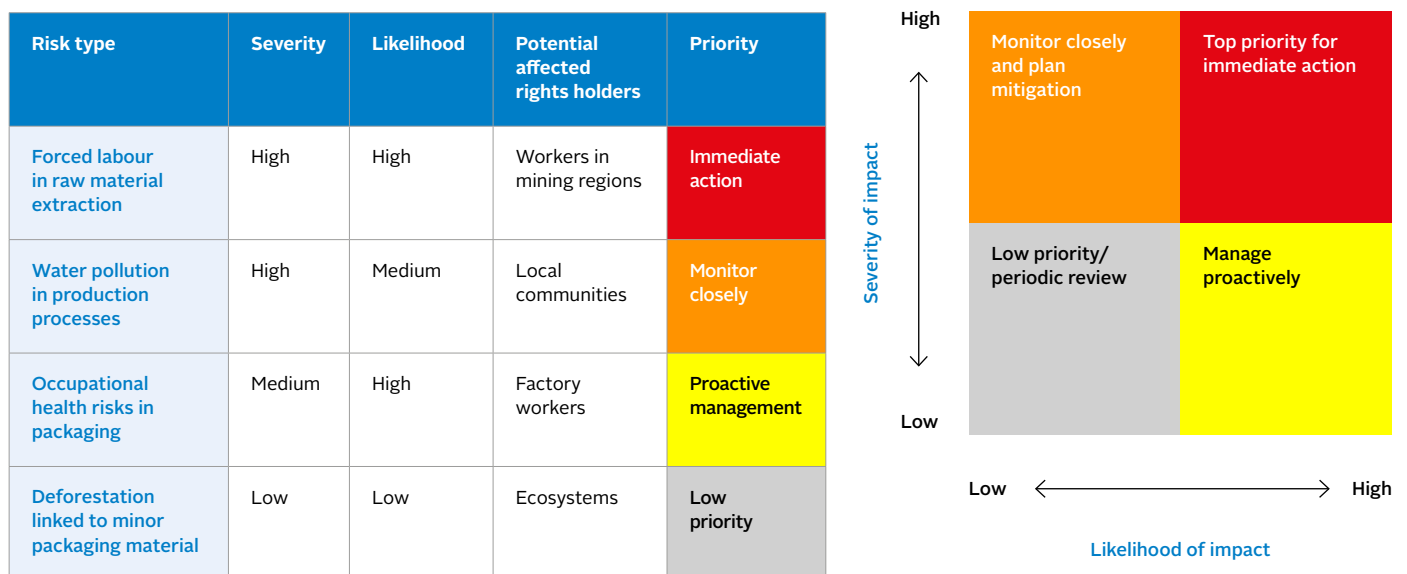 Risk type
Severity
Likelihood
Potential
affected
rights holders
Priority
Forced labour
in raw material
extraction
High
High
Workers in
mining regions
Immediate
action
Water pollution
in production
processes
High
Medium
Local
communities
Monitor
closely
Occupational
health risks in
packaging
Medium
High
Factory
workers
Proactive
management
Deforestation
linked to minor
packaging material
Low
Low
Ecosystems
Low
priority
High
Severity of impact
Low
Monitor closely
and plan
mitigation
Top priority for
immediate action
Low priority/
periodic review
Manage
proactively
Low
High
Likelihood of impact